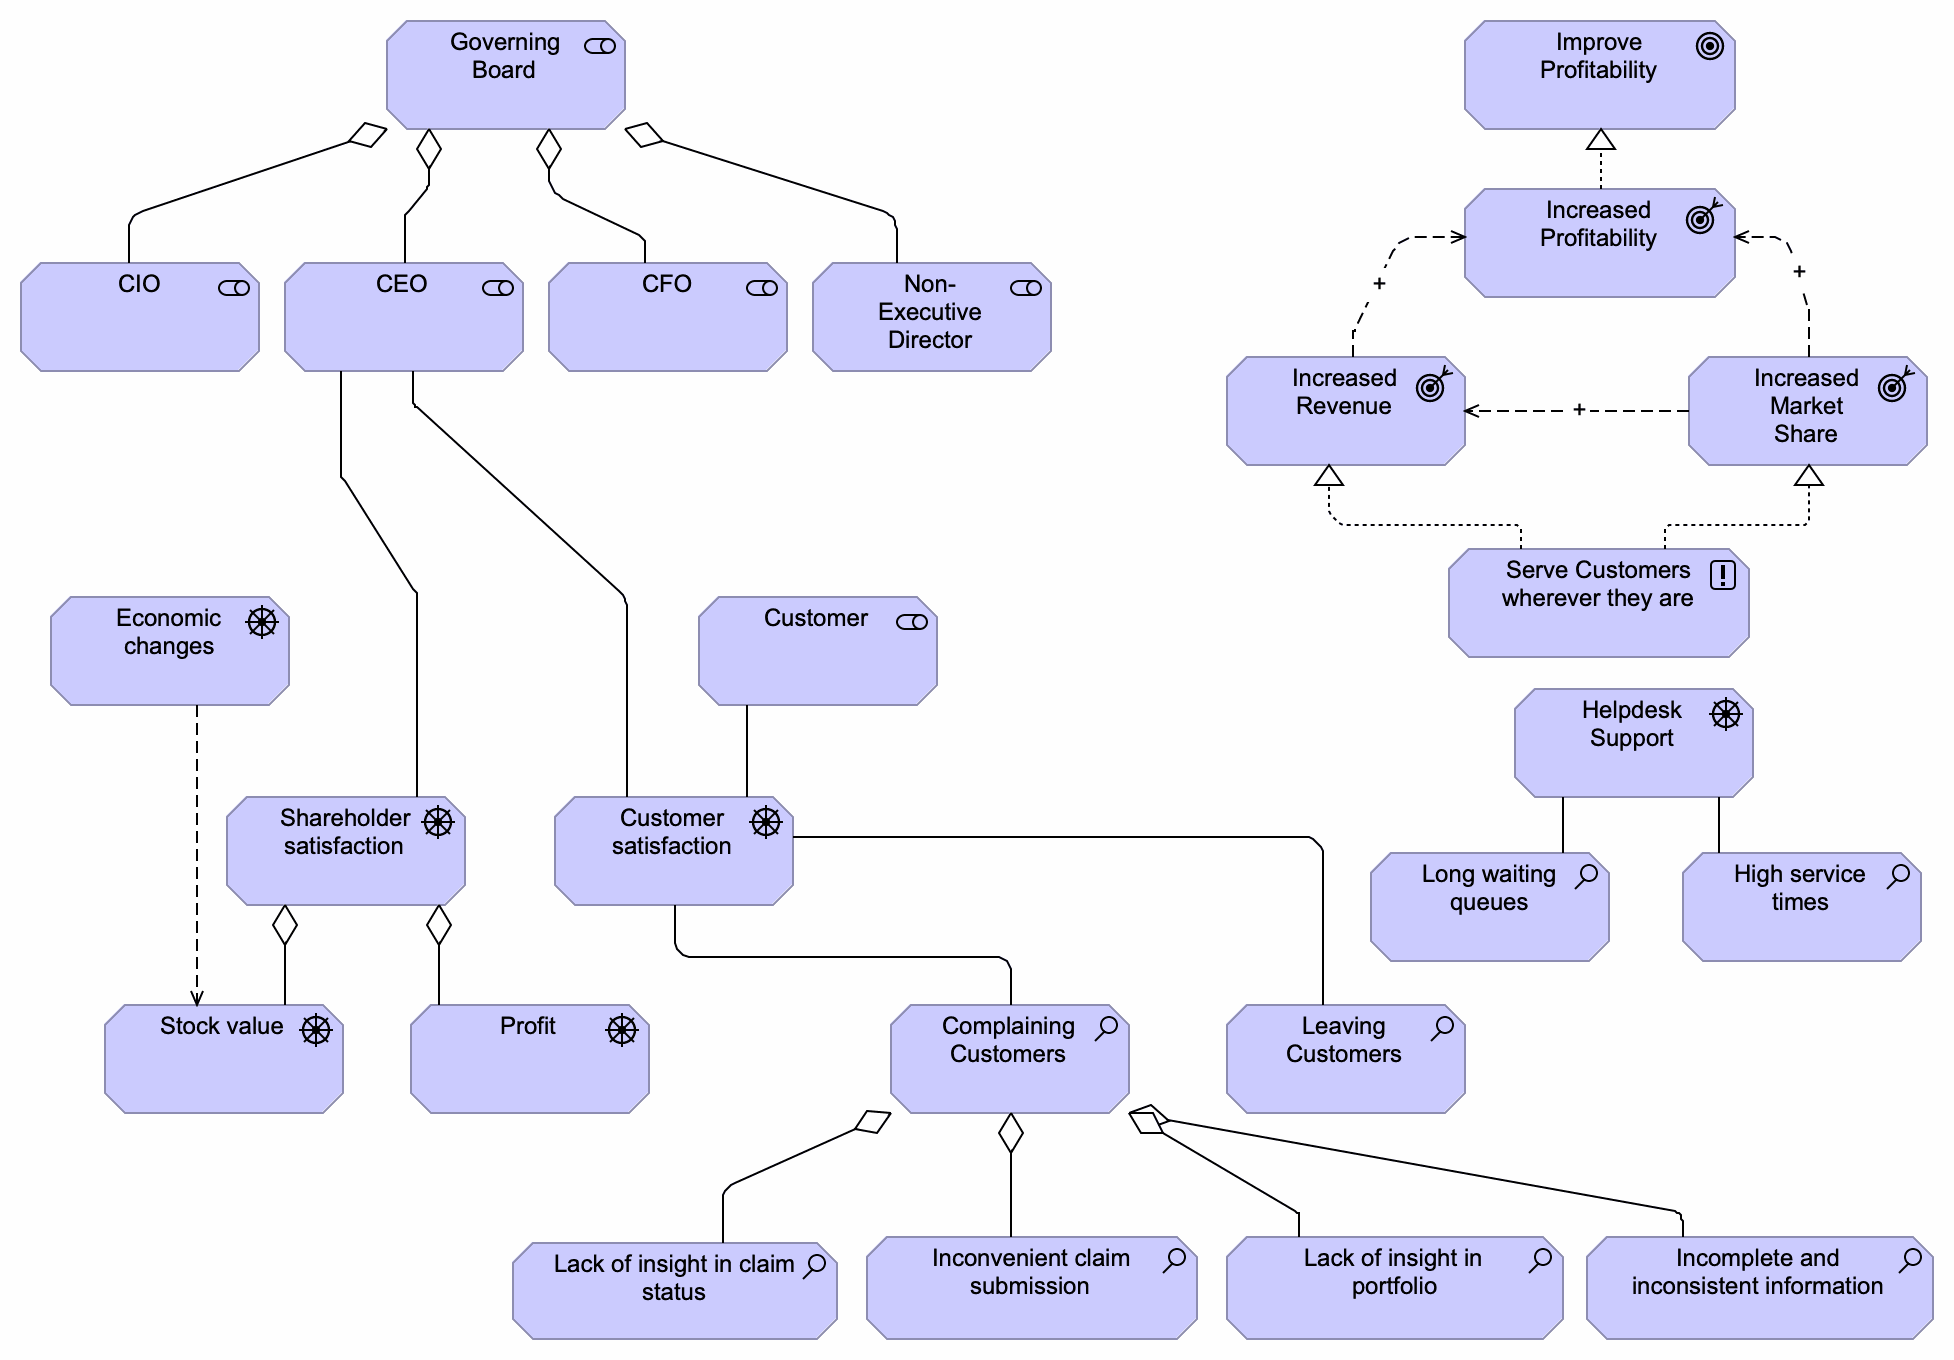 Governing
Board
Improve
Profitability
Increased
Profitability
+
+
CIO
CEO
CFO
Non-
Executive
Director
Increased
Revenue
+
Increased
Market
Share
Serve Customers
wherever they are
Economic
changes
Customer
Helpdesk
Support
Shareholder
satisfaction
Customer
satisfaction
Long waiting
queues
High service
times
Stock value
Profit
Complaining
Customers
Leaving
Customers
Lack of insight in claim
status
Inconvenient claim
submission
Lack of insight in
portfolio
Incomplete and
inconsistent information